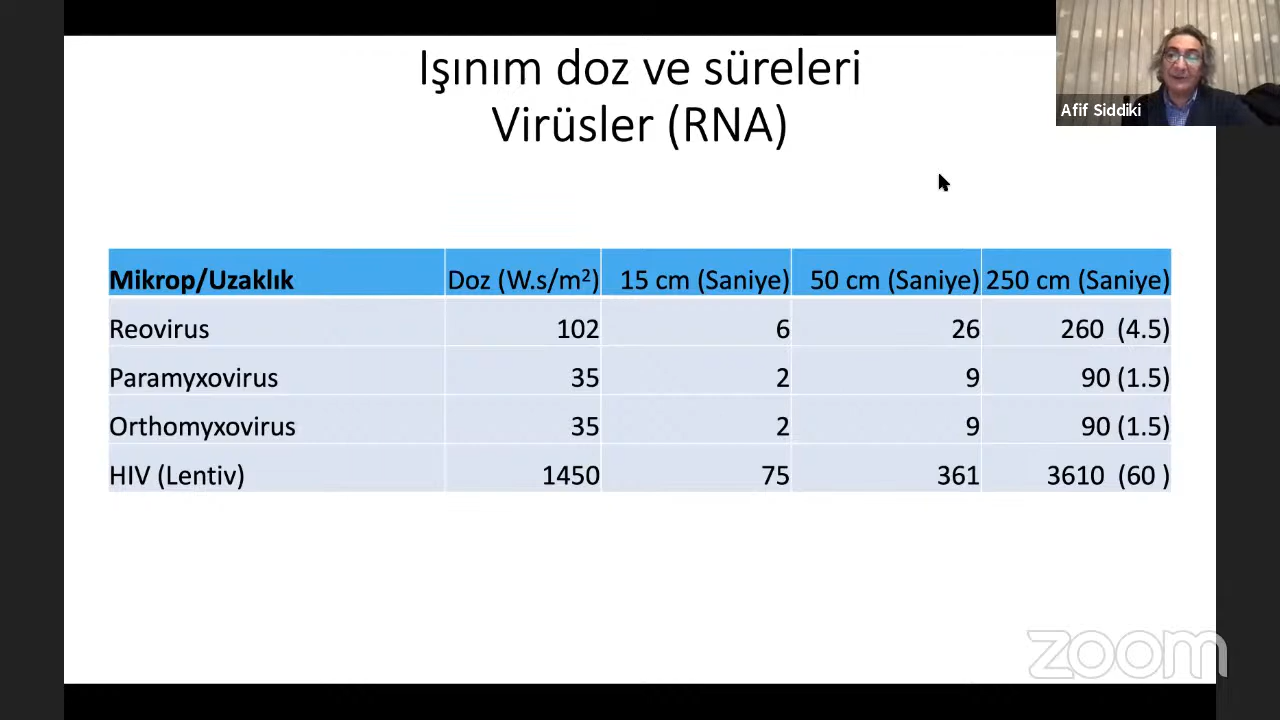 Işınım doz ve süreleri
Virüsler (RNA)
Afif Siddiki
Mikrop/Uzaklık Doz (W.s/m²) 15 cm (Saniye) 50 cm (Saniye) 250 cm (Saniye)
Reovirus 102 6 26 260 (4.5)
Paramyxovirus 35 2 9 90 (1.5)
Orthomyxovirus 35 2 9 90 (1.5)
HIV (Lentiv) 1450 75 361 3610 (60 )
zoom